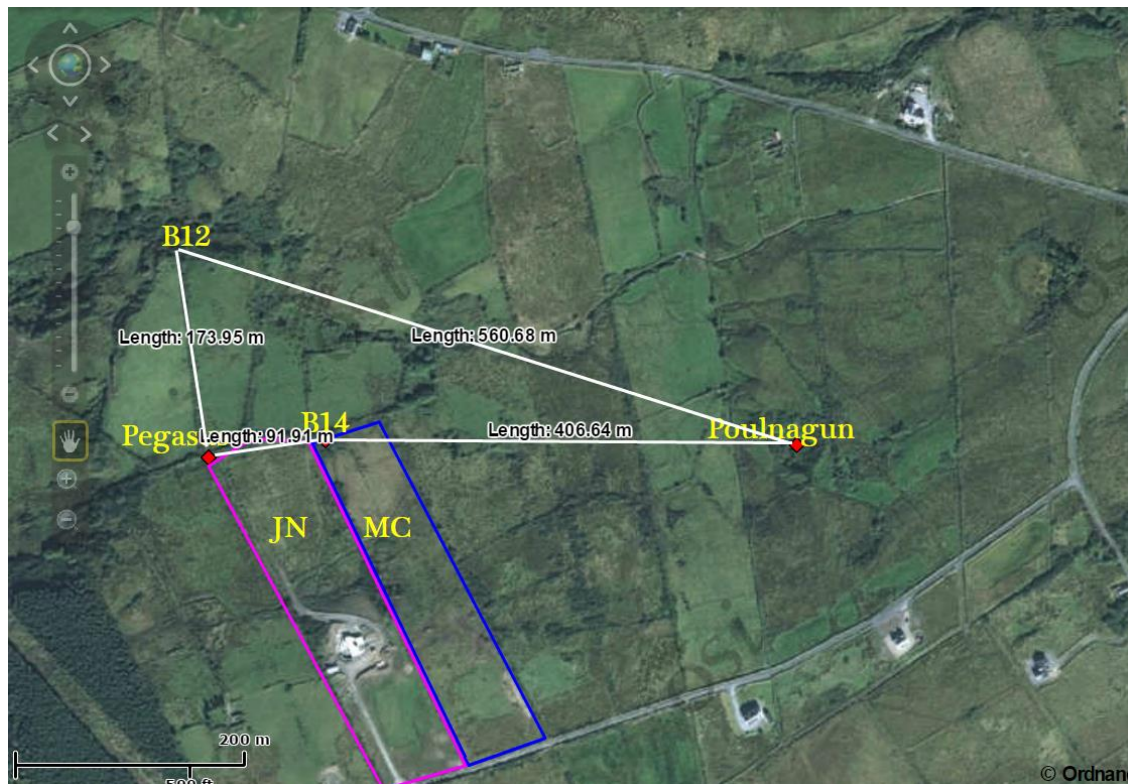 B12
Length: 173.95 m
Length: 560.68 m
B14
Length: 91.91 m
Length: 406.64 m
Poulnagun
JN
MC
200 m
© Ordnan